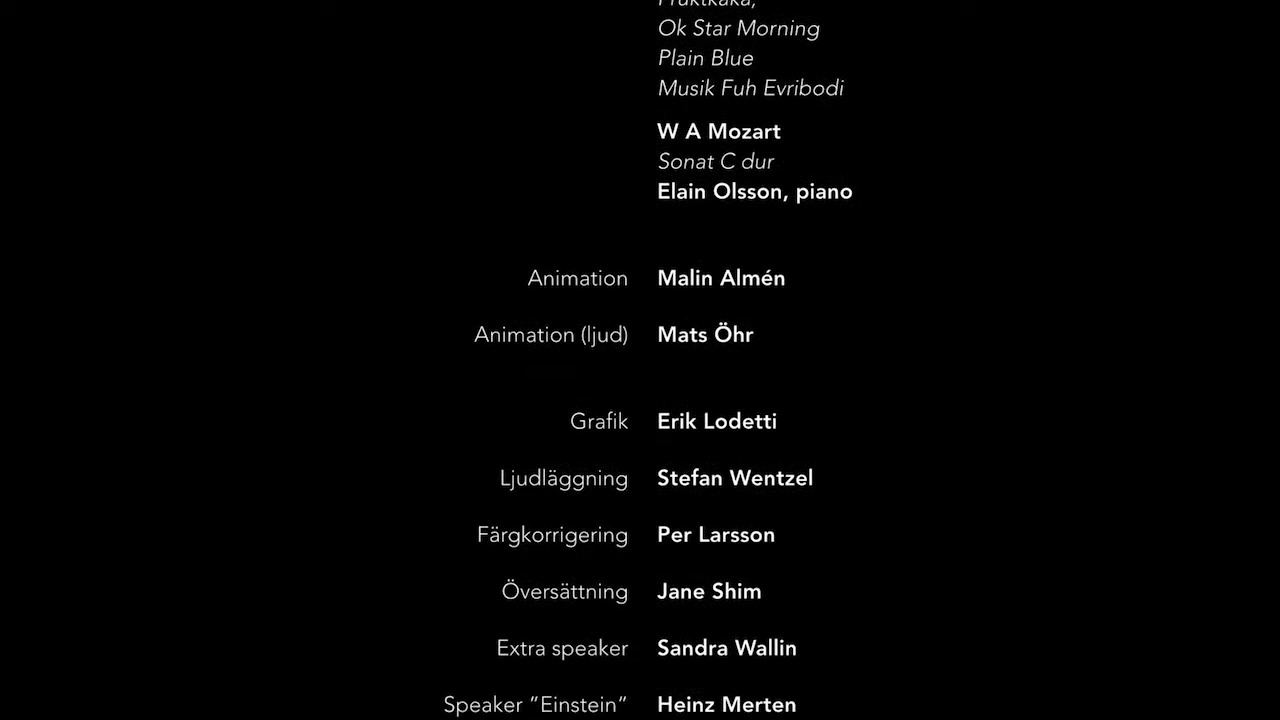 Fruktkaka,
Ok Star Morning
Plain Blue
Musik Fuh Evribodi
W A Mozart
Sonat C dur
Elain Olsson, piano
Animation Malin Almén
Animation (ljud) Mats Öhr
Grafik Erik Lodetti
Ljudläggning Stefan Wentzel
Färgkorrigering Per Larsson
Översättning Jane Shim
Extra speaker Sandra Wallin
Speaker ”Einstein” Heinz Merten